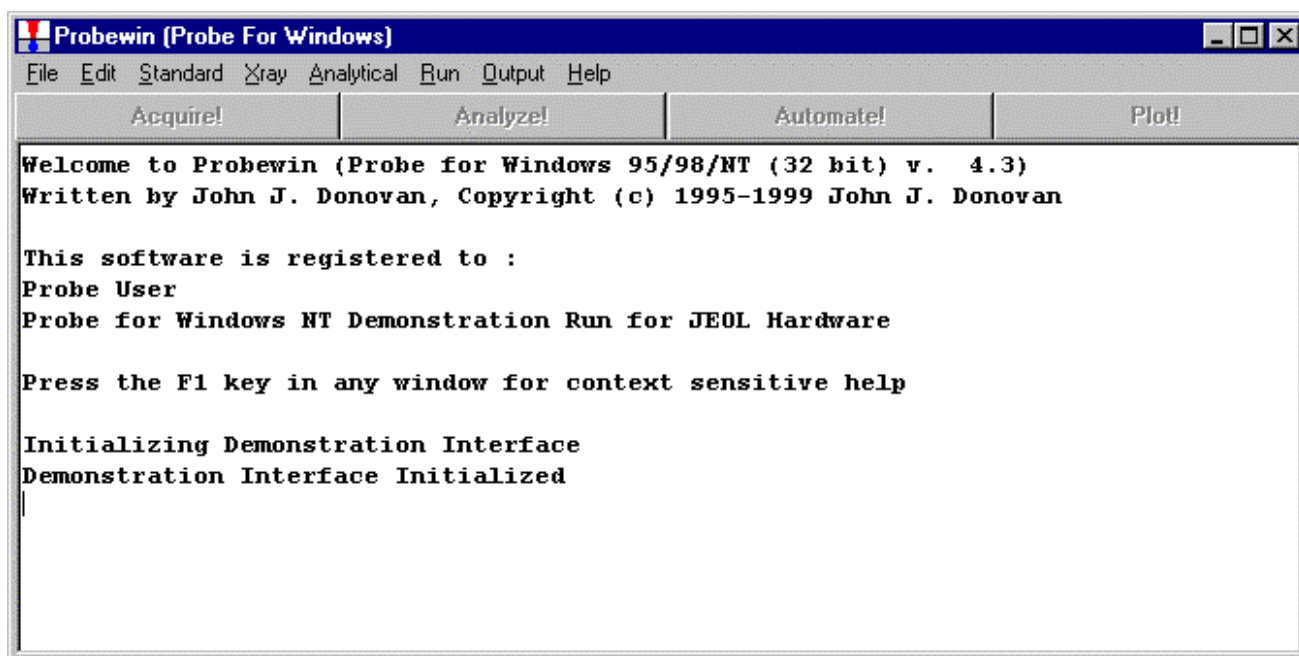 Probewin (Probe For Windows)
File Edit Standard Xray Analytical Run Output Help
Acquire! Analyze! Automate! Plot!
Welcome to Probewin (Probe for Windows 95/98/NT (32 bit) v.  4.3)
Written by John J. Donovan, Copyright (c) 1995-1999 John J. Donovan
This software is registered to :
Probe User
Probe for Windows NT Demonstration Run for JEOL Hardware
Press the F1 key in any window for context sensitive help
Initializing Demonstration Interface
Demonstration Interface Initialized